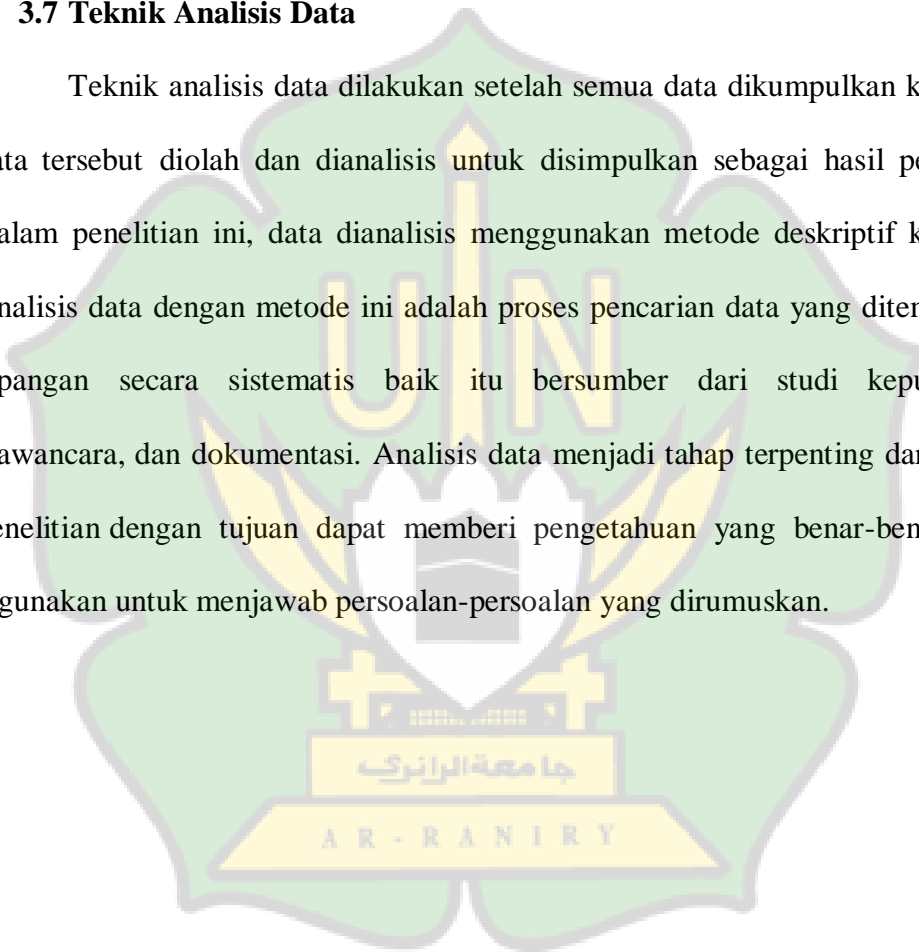 3.7 Teknik Analisis Data
Teknik analisis data dilakukan setelah semua data dikumpulkan k
ata tersebut diolah dan dianalisis untuk disimpulkan sebagai hasil pe
alam penelitian ini, data dianalisis menggunakan metode deskriptif k
nalisis data dengan metode ini adalah proses pencarian data yang diten
pangan secara sistematis baik itu bersumber dari studi kepu
awancara, dan dokumentasi. Analisis data menjadi tahap terpenting dar
enelitian dengan tujuan dapat memberi pengetahuan yang benar-ben
gunakan untuk menjawab persoalan-persoalan yang dirumuskan.
UIN
جامعة الرانري
AR-RANIRY